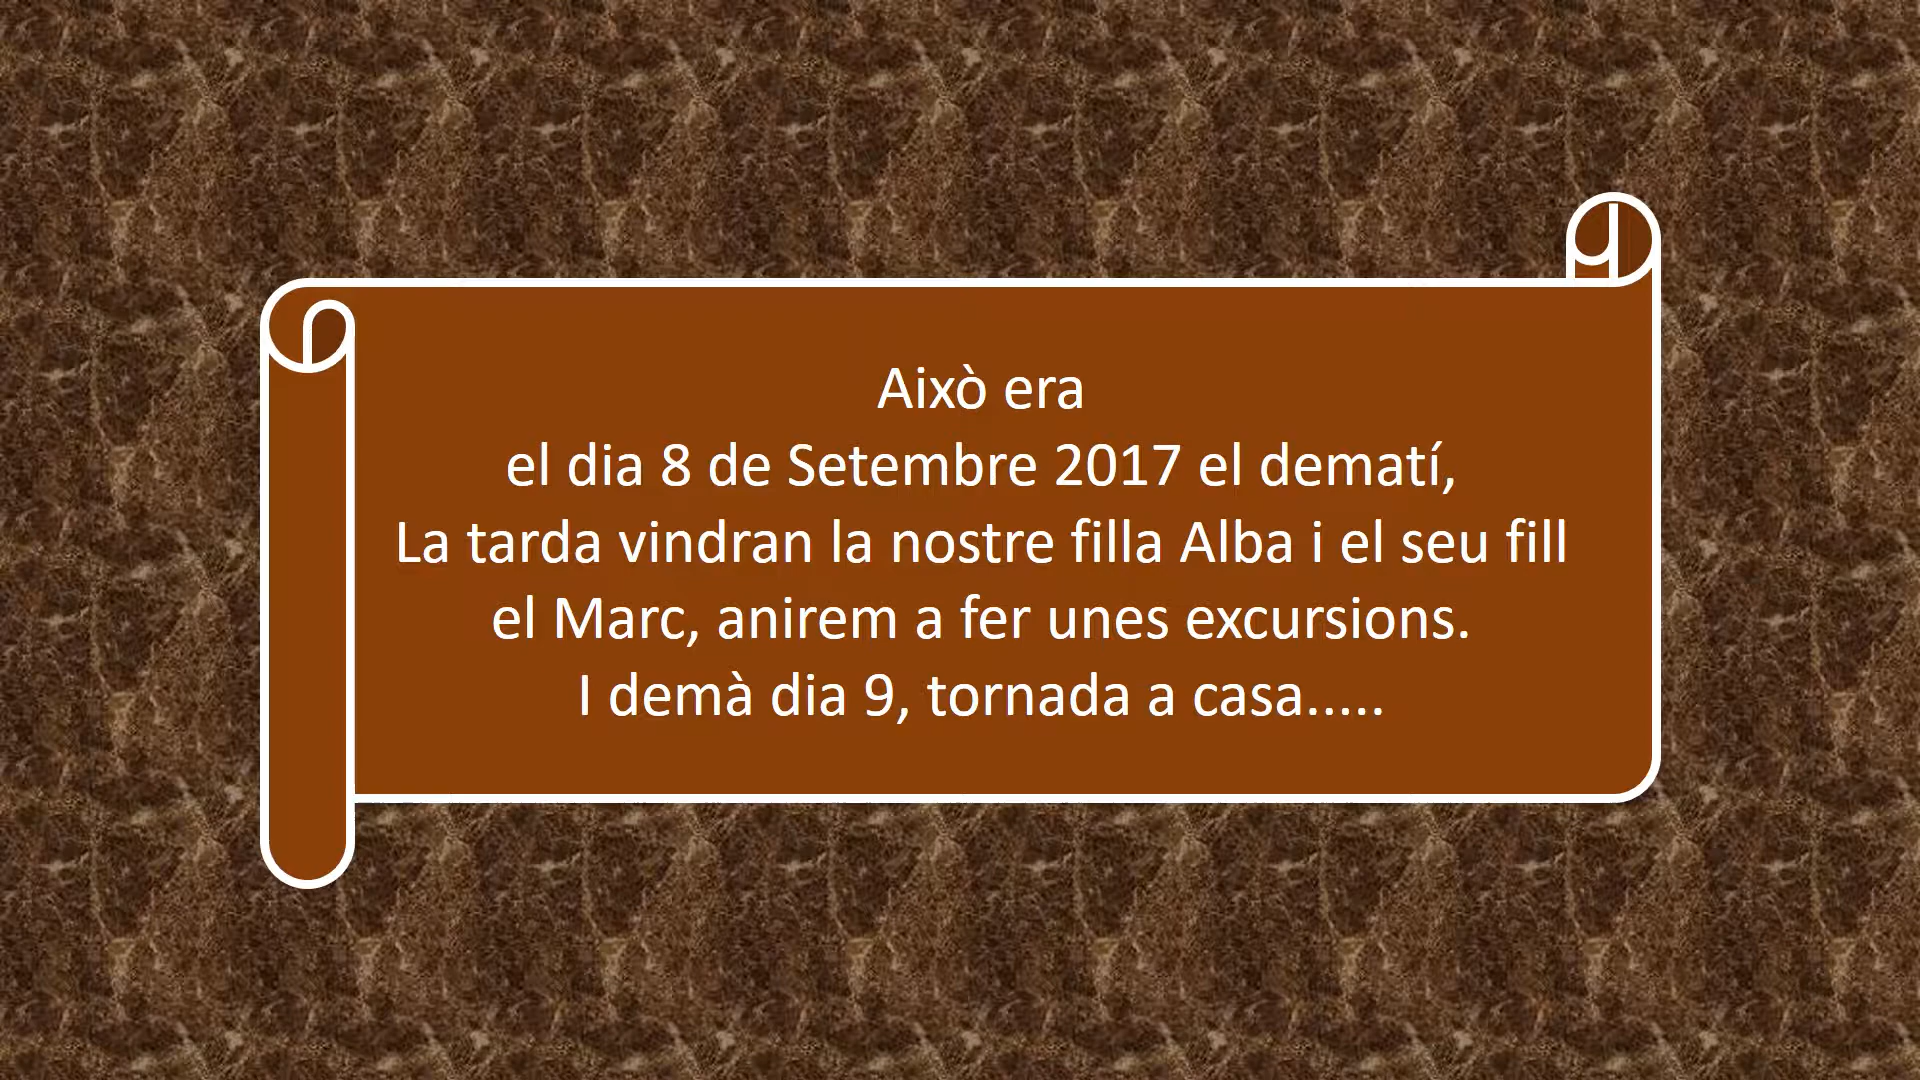 Això era
el dia 8 de Setembre 2017 el dematí,
La tarda vindran la nostre filla Alba i el seu fill
el Marc, anirem a fer unes excursions.
I demà dia 9, tornada a casa.....